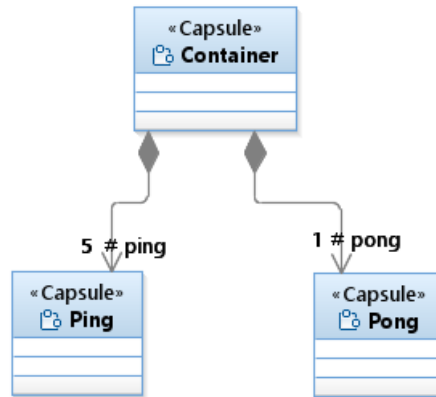 «Capsule»
Container
5 # ping
1 # pong
«Capsule»
Ping
«Capsule»
Pong